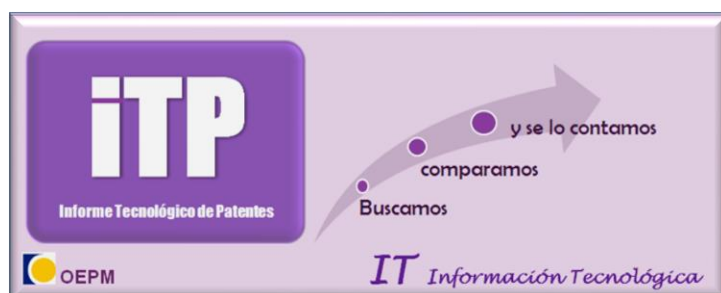 iTP
Informe Tecnológico de Patentes
y se lo contamos
comparamos
Buscamos
OEPM
IT Información Tecnológica